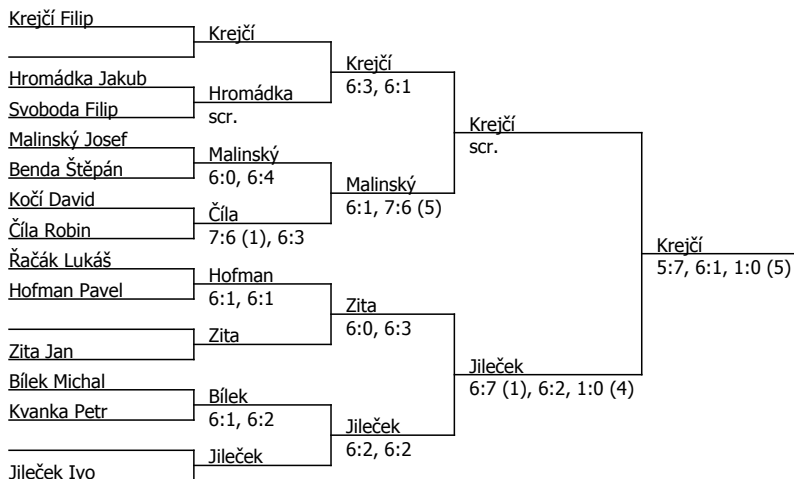 Krejčí Filip
Hromádka Jakub
Svoboda Filip
Malinský Josef
Benda Štěpán
Kočí David
Číla Robin
Řačák Lukáš
Hofman Pavel
Zita Jan
Bílek Michal
Kvanka Petr
Jileček Ivo
Krejčí
Hromádka
scr.
Malinský
6:0, 6:4
Číla
7:6 (1), 6:3
Hofman
6:1, 6:1
Zita
Bílek
6:1, 6:2
Jileček
Krejčí
6:3, 6:1
Malinský
6:1, 7:6 (5)
Zita
6:0, 6:3
Jileček
6:2, 6:2
Krejčí
scr.
Jileček
6:7 (1), 6:2, 1:0 (4)
Krejčí
5:7, 6:1, 1:0 (5)